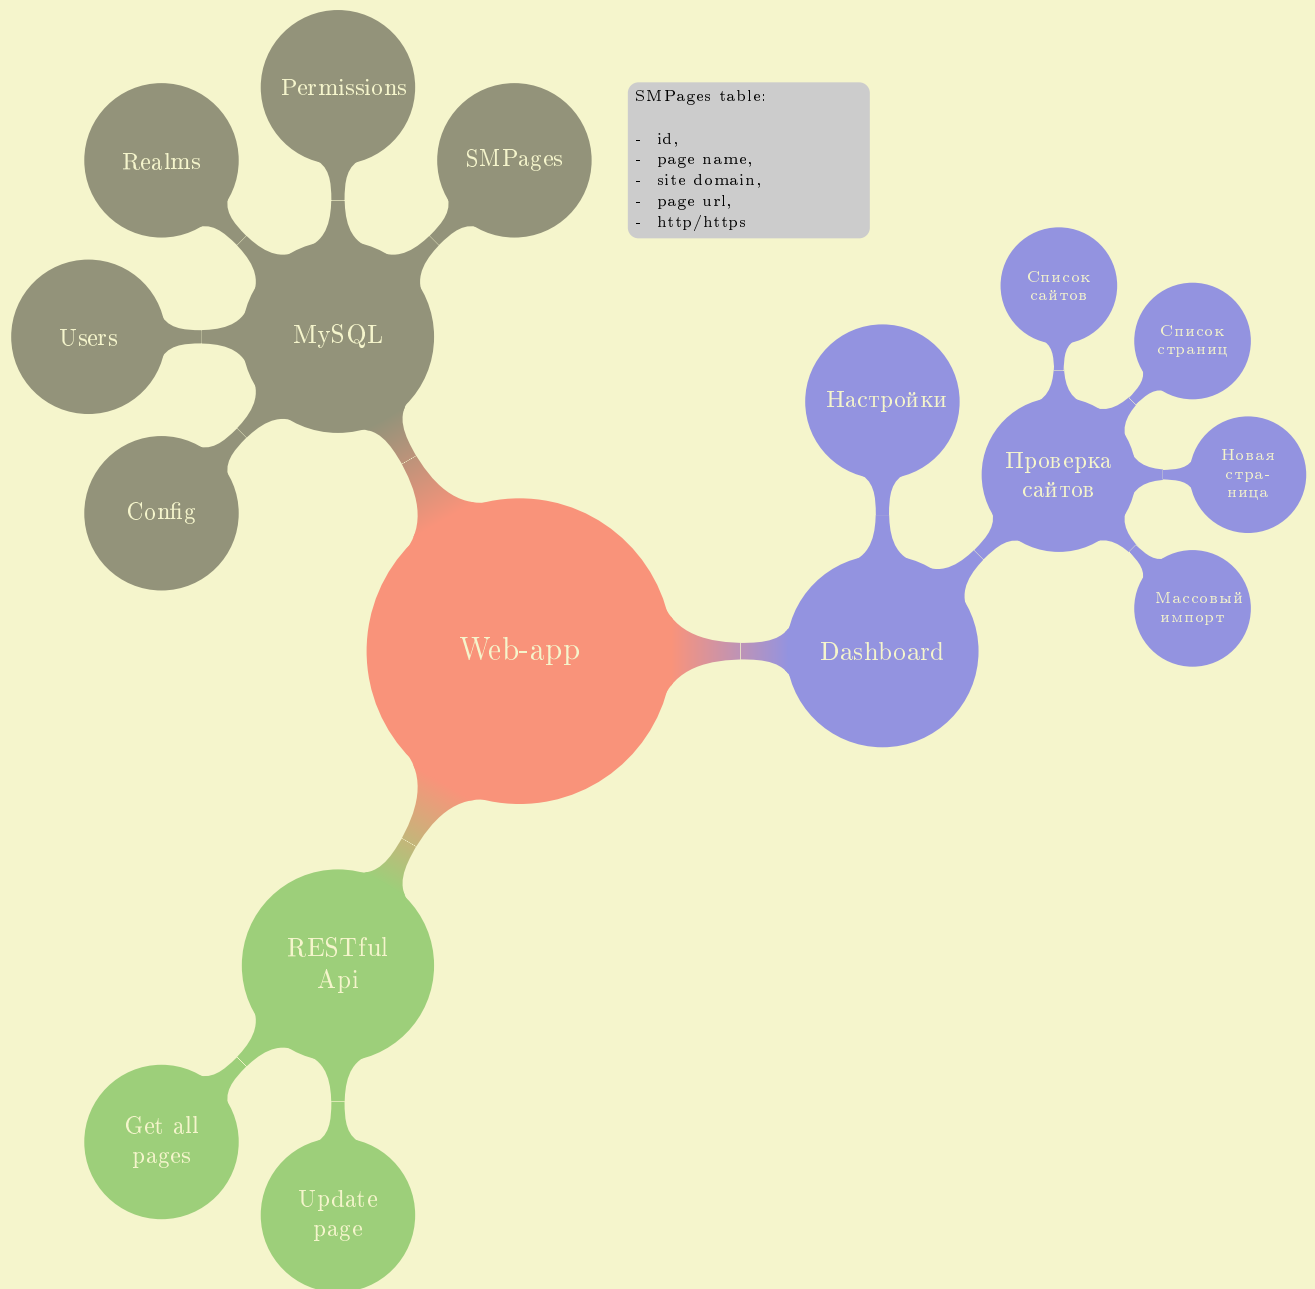 Permissions
Realms
SMPages
Users
MySQL
Config
SMPages table:
- id,
- page name,
- site domain,
- page url,
- http/https
Список
сайтов
Список
страниц
Настройки
Проверка
сайтов
Новая
стра-
ница
Массовый
импорт
Web-app
Dashboard
RESTful
Api
Get all
pages
Update
page